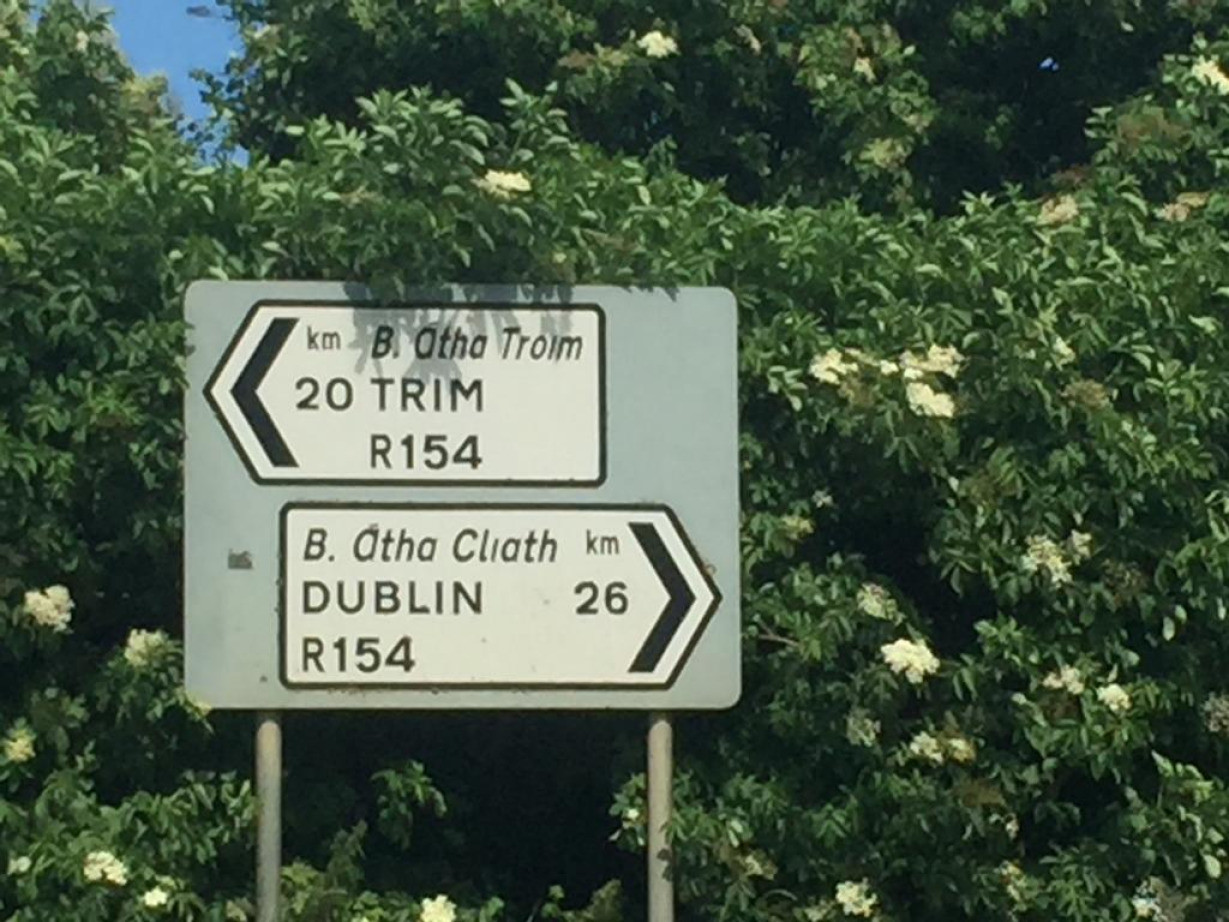 km B. Átha Troim
20 TRIM
R154
B. Átha Cliath km
DUBLIN 26
R154